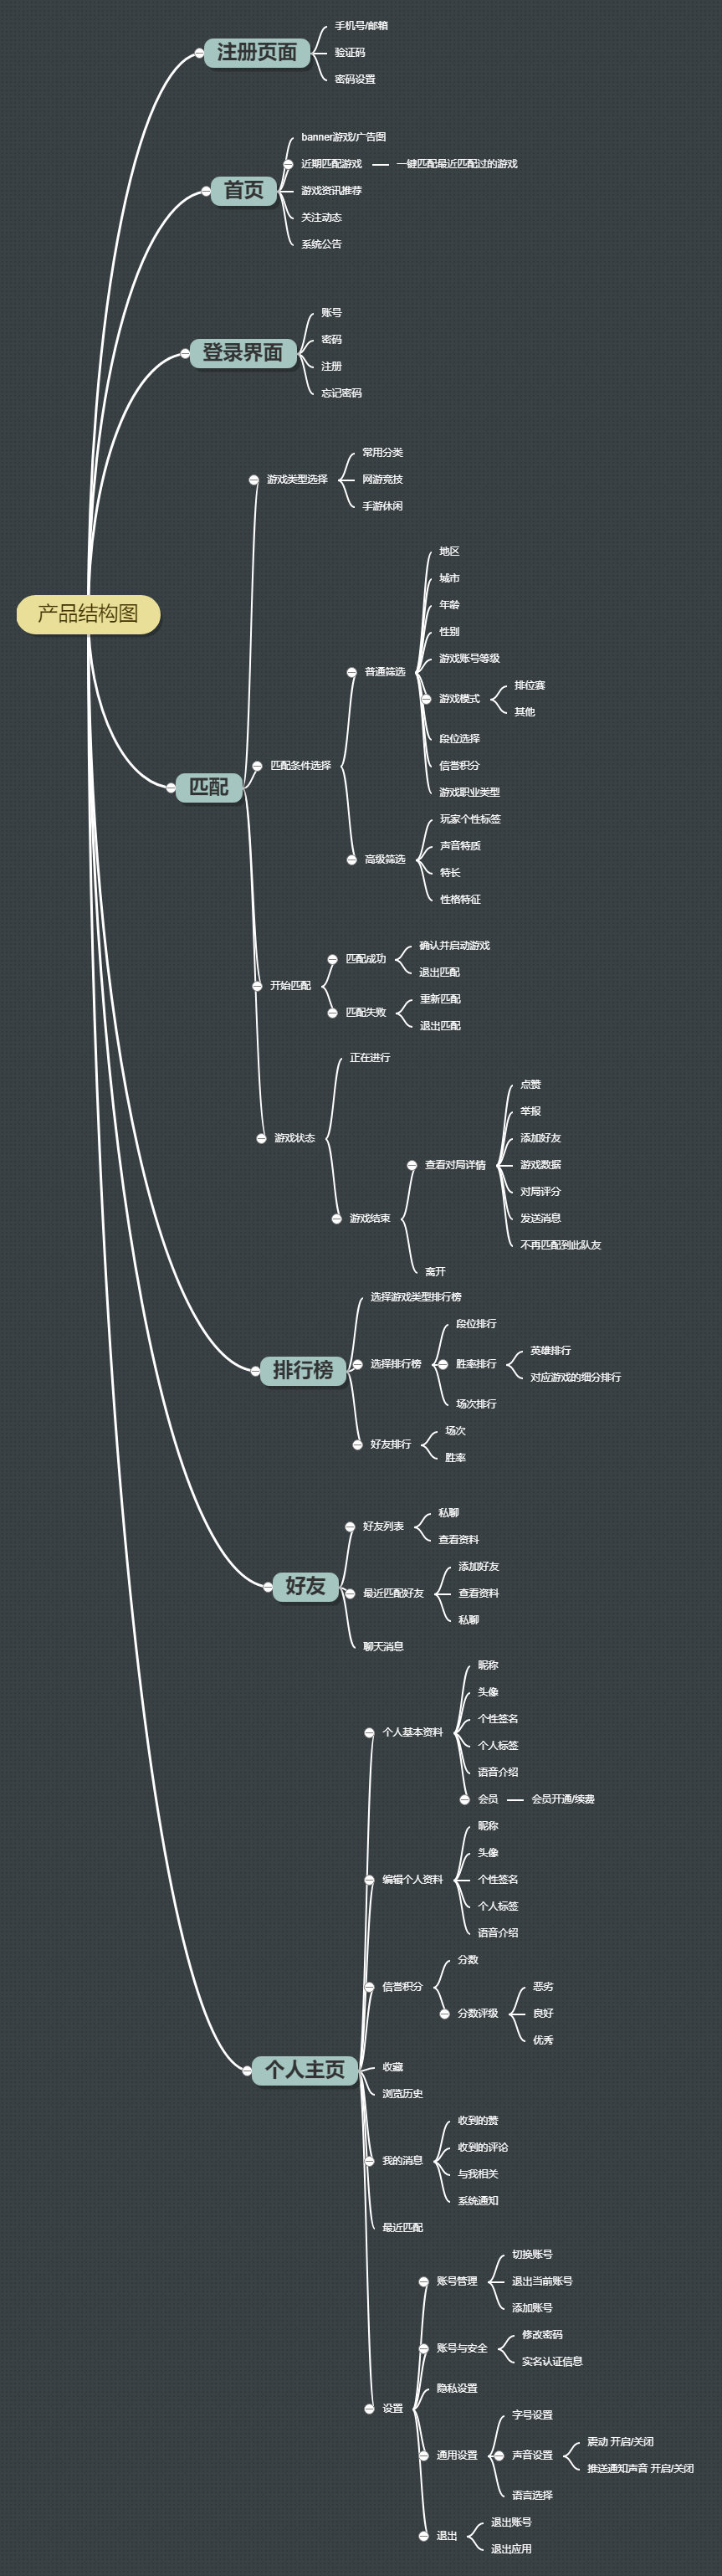 产品结构图
注册页面
手机号/邮箱
验证码
密码设置
首页
banner游戏/广告图
近期匹配游戏
一键匹配最近匹配过的游戏
游戏资讯推荐
关注动态
系统公告
登录界面
账号
密码
注册
忘记密码
匹配
游戏类型选择
常用分类
网游竞技
手游休闲
匹配条件选择
普通筛选
地区
城市
年龄
性别
游戏账号等级
游戏模式
排位赛
其他
段位选择
信誉积分
游戏职业类型
高级筛选
玩家个性标签
声音特质
特长
性格特征
开始匹配
匹配成功
确认并启动游戏
退出匹配
匹配失败
重新匹配
退出匹配
游戏状态
正在进行
游戏结束
查看对局详情
点赞
举报
添加好友
游戏数据
对局评分
发送消息
不再匹配到此队友
离开
排行榜
选择游戏类型排行榜
选择排行榜
段位排行
胜率排行
英雄排行
对应游戏的细分排行
场次排行
好友排行
场次
胜率
好友
好友列表
私聊
查看资料
最近匹配好友
添加好友
查看资料
私聊
聊天消息
个人主页
个人基本资料
昵称
头像
个性签名
个人标签
语音介绍
会员
会员开通/续费
编辑个人资料
昵称
头像
个性签名
个人标签
语音介绍
信誉积分
分数
分数评级
恶劣
良好
优秀
收藏
浏览历史
我的消息
收到的赞
收到的评论
与我相关
系统通知
最近匹配
设置
账号管理
切换账号
退出当前账号
添加账号
账号与安全
修改密码
实名认证信息
隐私设置
通用设置
字号设置
声音设置
震动 开启/关闭
推送通知声音 开启/关闭
语言选择
退出
退出账号
退出应用